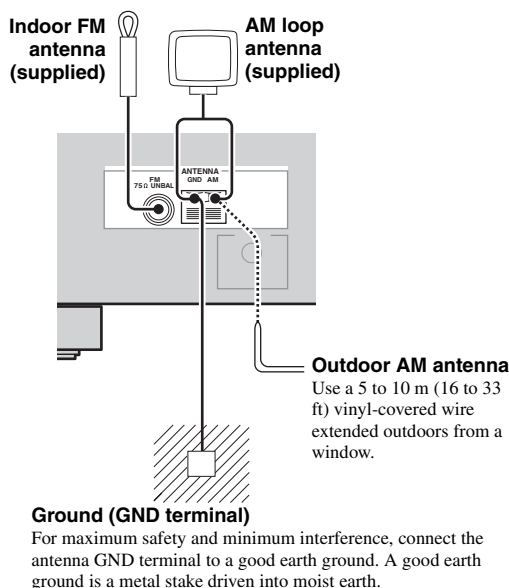 Indoor FM
antenna
(supplied)
AM loop
antenna
(supplied)
ANTENNA
FM
GND AM
75Ω UNBAL
Outdoor AM antenna
Use a 5 to 10 m (16 to 33
ft) vinyl-covered wire
extended outdoors from a
window.
Ground (GND terminal)
For maximum safety and minimum interference, connect the
antenna GND terminal to a good earth ground. A good earth
ground is a metal stake driven into moist earth.